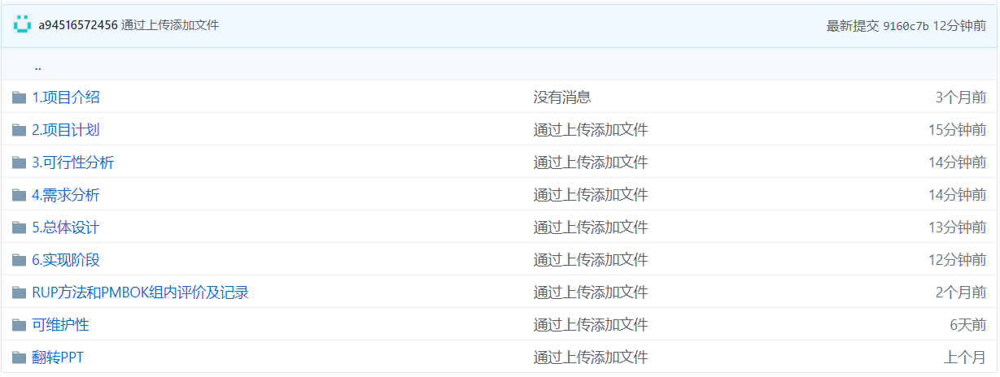 a94516572456 通过上传添加文件 最新提交 9160c7b 12分钟前
..
1.项目介绍 没有消息 3个月前
2.项目计划 通过上传添加文件 15分钟前
3.可行性分析 通过上传添加文件 14分钟前
4.需求分析 通过上传添加文件 14分钟前
5.总体设计 通过上传添加文件 13分钟前
6.实现阶段 通过上传添加文件 12分钟前
RUP方法和PMBOK组内评价及记录 通过上传添加文件 2个月前
可维护性 通过上传添加文件 6天前
翻转PPT 通过上传添加文件 上个月